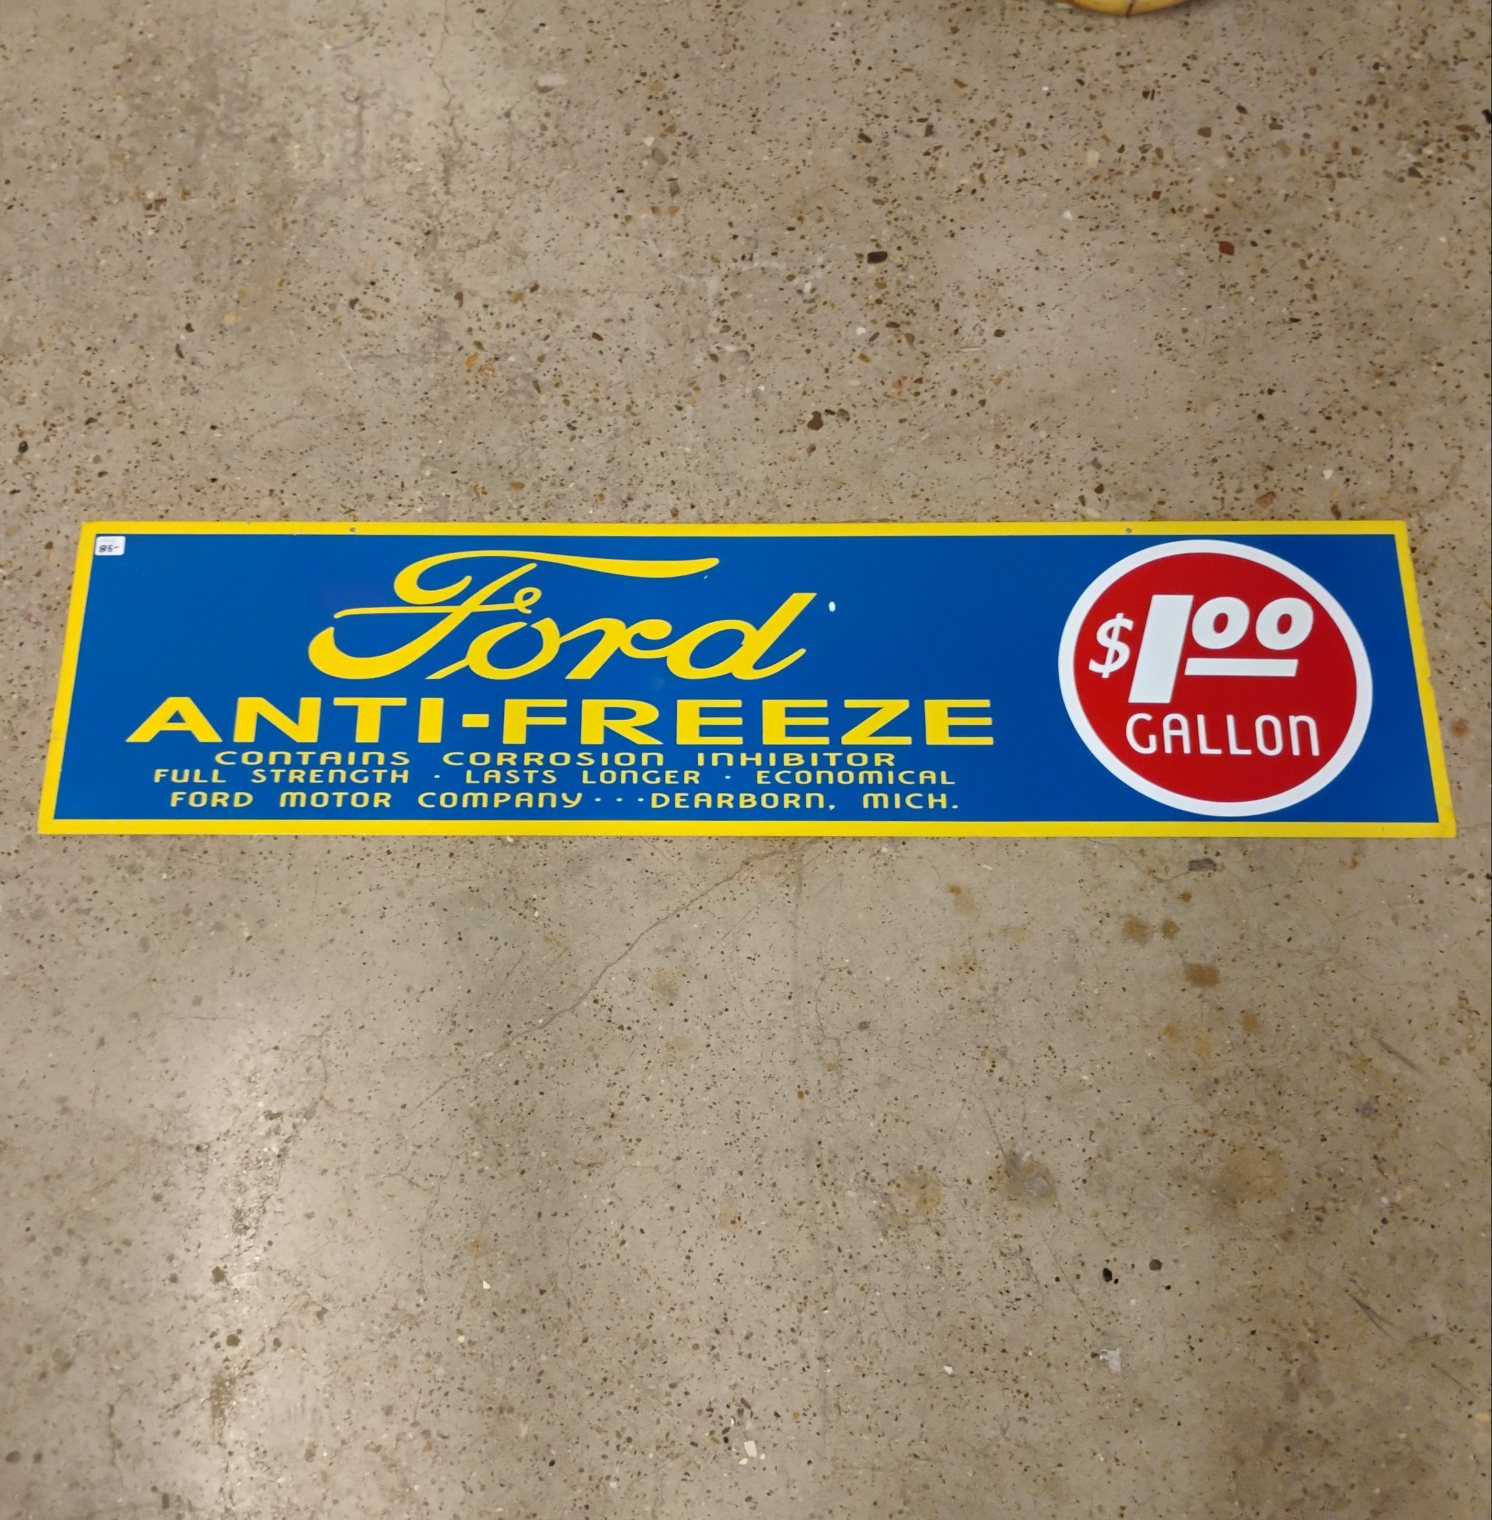 Ford
ANTI-FREEZE
CONTAINS CORROSION INHIBITOR
FULL STRENGTH · LASTS LONGER · ECONOMICAL
FORD MOTOR COMPANY···DEARBORN, MICH.
$1.00
GALLON